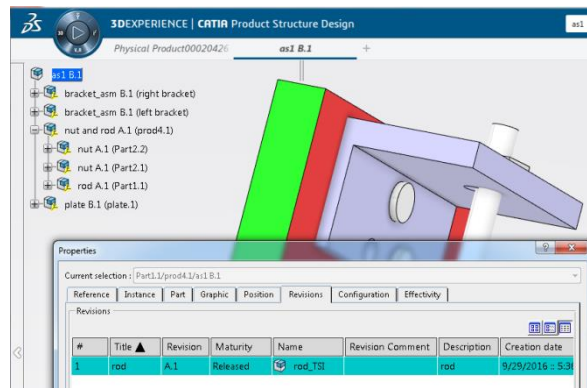 3DEXPERIENCE | CATIA Product Structure Design
as1
Physical Product00020426
as1 B.1
as1 B.1
bracket_asm B.1 (right bracket)
bracket_asm B.1 (left bracket)
nut and rod A.1 (prod4.1)
nut A.1 (Part2.2)
nut A.1 (Part2.1)
rod A.1 (Part1.1)
plate B.1 (plate.1)
Properties
Current selection : Part1.1/prod4.1/as1 B.1
Reference Instance Part Graphic Position Revisions Configuration Effectivity
Revisions
# Title Revision Maturity Name Revision Comment Description Creation date
1 rod A.1 Released rod_TSI rod 9/29/2016 :: 5:36